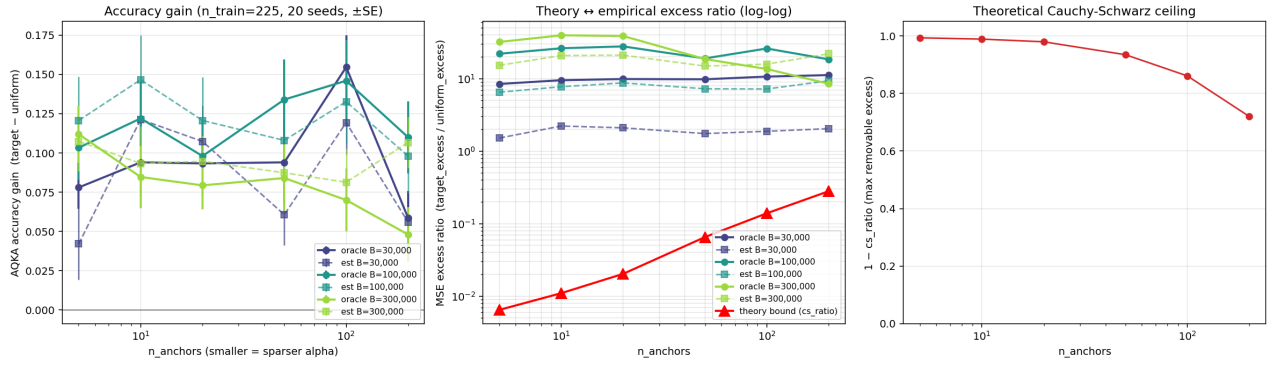 Accuracy gain (n_train=225, 20 seeds, ±SE)
AQKA accuracy gain (target − uniform)
0.175
0.150
0.125
0.100
0.075
0.050
0.025
0.000
oracle B=30,000
est B=30,000
oracle B=100,000
est B=100,000
oracle B=300,000
est B=300,000
10¹
10²
n_anchors (smaller = sparser alpha)
Theory ↔ empirical excess ratio (log-log)
MSE excess ratio (target_excess / uniform_excess)
10¹
10⁰
10⁻¹
10⁻²
oracle B=30,000
est B=30,000
oracle B=100,000
est B=100,000
oracle B=300,000
est B=300,000
theory bound (cs_ratio)
10¹
10²
n_anchors
Theoretical Cauchy-Schwarz ceiling
1 − cs_ratio (max removable excess)
1.0
0.8
0.6
0.4
0.2
0.0
10¹
10²
n_anchors